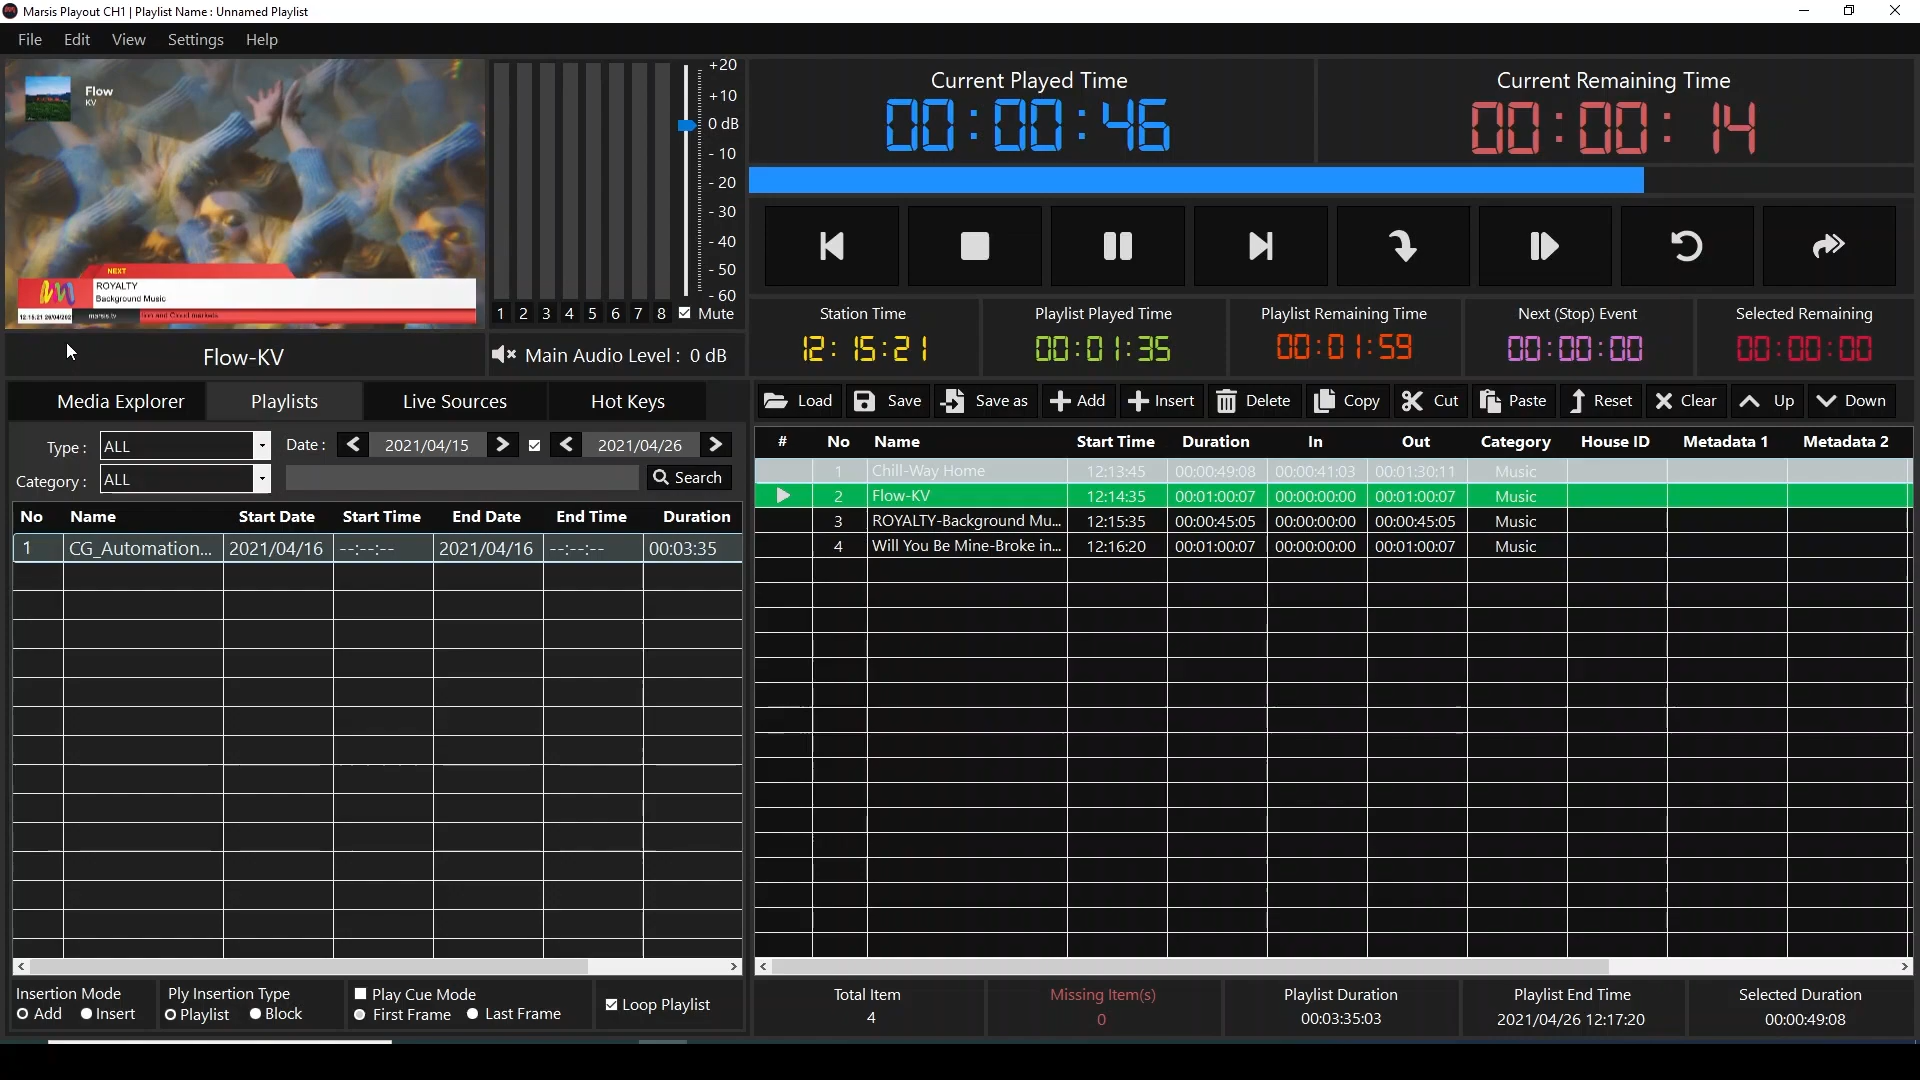 Marsis Playout CH1 | Playlist Name : Unnamed Playlist
File Edit View Settings Help
Flow
KV
NEXT
ROYALTY
Background Music
12:15:21 26/04/202
marsis.tv
and Cloud markets
Flow-KV
+20
+10
0 dB
- 10
- 20
- 30
- 40
- 50
- 60
1 2 3 4 5 6 7 8 Mute
Main Audio Level : 0 dB
Current Played Time
00:00:46
Current Remaining Time
00:00:14
Station Time
12:15:21
Playlist Played Time
00:01:35
Playlist Remaining Time
00:01:59
Next (Stop) Event
00:00:00
Selected Remaining
00:00:00
Media Explorer Playlists Live Sources Hot Keys
Type : ALL Date : 2021/04/15 2021/04/26
Category : ALL Search
No Name Start Date Start Time End Date End Time Duration
1 CG_Automation... 2021/04/16 --:--:-- 2021/04/16 --:--:-- 00:03:35
Load Save Save as Add Insert Delete Copy Cut Paste Reset Clear Up Down
# No Name Start Time Duration In Out Category House ID Metadata 1 Metadata 2
1 Chill-Way Home 12:13:45 00:00:49:08 00:00:41:03 00:01:30:11 Music
2 Flow-KV 12:14:35 00:01:00:07 00:00:00:00 00:01:00:07 Music
3 ROYALTY-Background Mu... 12:15:35 00:00:45:05 00:00:00:00 00:00:45:05 Music
4 Will You Be Mine-Broke in... 12:16:20 00:01:00:07 00:00:00:00 00:01:00:07 Music
Insertion Mode
Add Insert
Ply Insertion Type
Playlist Block
Play Cue Mode
First Frame Last Frame
Loop Playlist
Total Item
4
Missing Item(s)
0
Playlist Duration
00:03:35:03
Playlist End Time
2021/04/26 12:17:20
Selected Duration
00:00:49:08